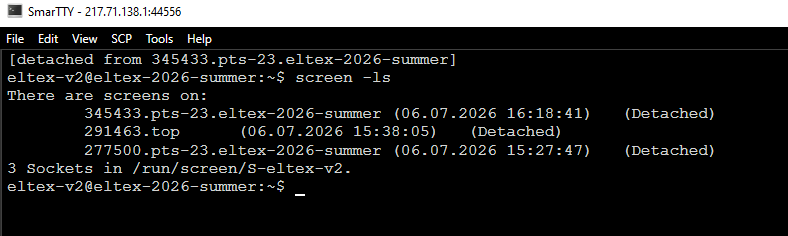 SmarTTY - 217.71.138.1:44556
File Edit View SCP Tools Help
[detached from 345433.pts-23.eltex-2026-summer]
eltex-v2@eltex-2026-summer:~$ screen -ls
There are screens on:
        345433.pts-23.eltex-2026-summer (06.07.2026 16:18:41)   (Detached)
        291463.top      (06.07.2026 15:38:05)   (Detached)
        277500.pts-23.eltex-2026-summer (06.07.2026 15:27:47)   (Detached)
3 Sockets in /run/screen/S-eltex-v2.
eltex-v2@eltex-2026-summer:~$